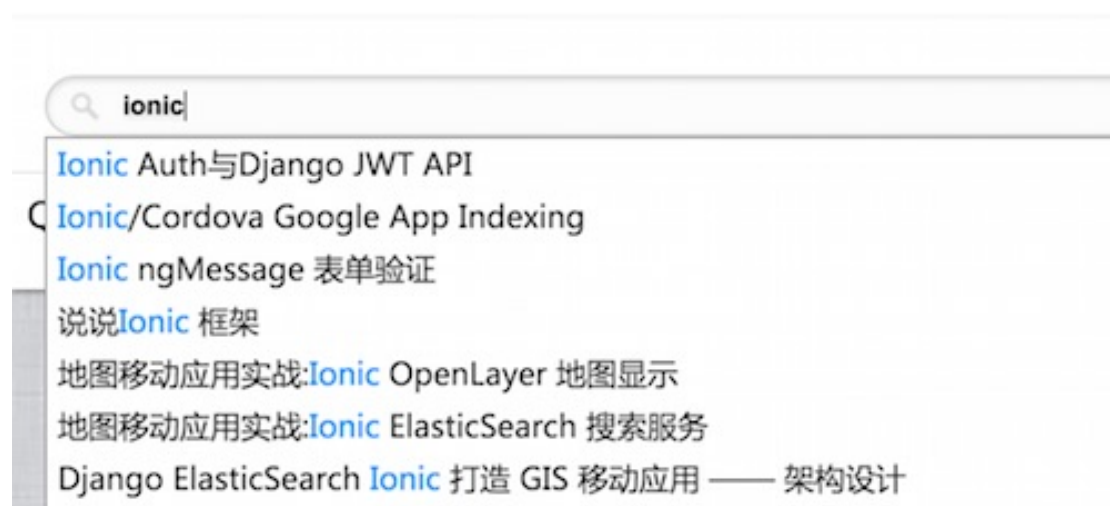 ionic
Ionic Auth与Django JWT API
Ionic/Cordova Google App Indexing
Ionic ngMessage 表单验证
说说Ionic 框架
地图移动应用实战:Ionic OpenLayer 地图显示
地图移动应用实战:Ionic ElasticSearch 搜索服务
Django ElasticSearch Ionic 打造 GIS 移动应用 —— 架构设计